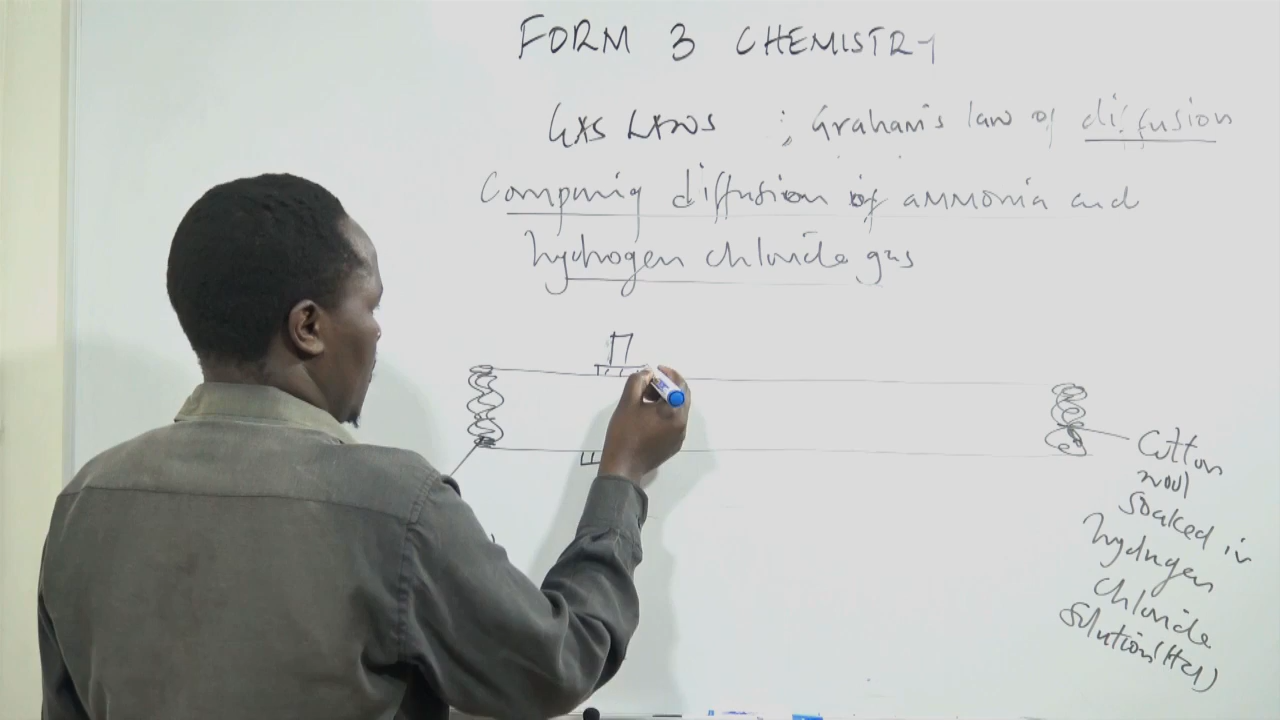 FORM 3 CHEMISTRY
GAS LAWS : Graham's law of diffusion
Comparing diffusion of ammonia and
hydrogen chloride gas
Cotton
wool
soaked in
hydrogen
chloride
solution (HCl)